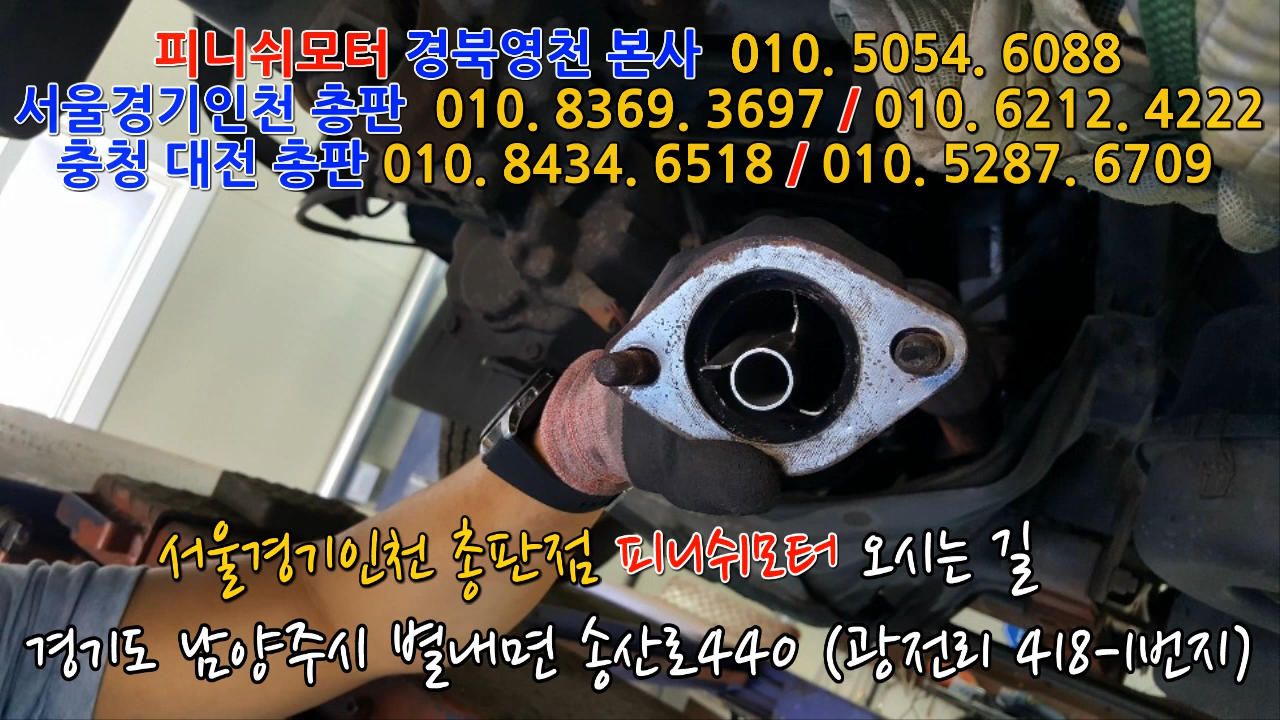 피니쉬모터 경북영천 본사 010. 5054. 6088
서울경기인천 총판 010. 8369. 3697 / 010. 6212. 4222
충청 대전 총판 010. 8434. 6518 / 010. 5287. 6709
서울경기인천 총판점 피니쉬모터 오시는 길
경기도 남양주시 별내면 송산로440 (광전리 418-1번지)